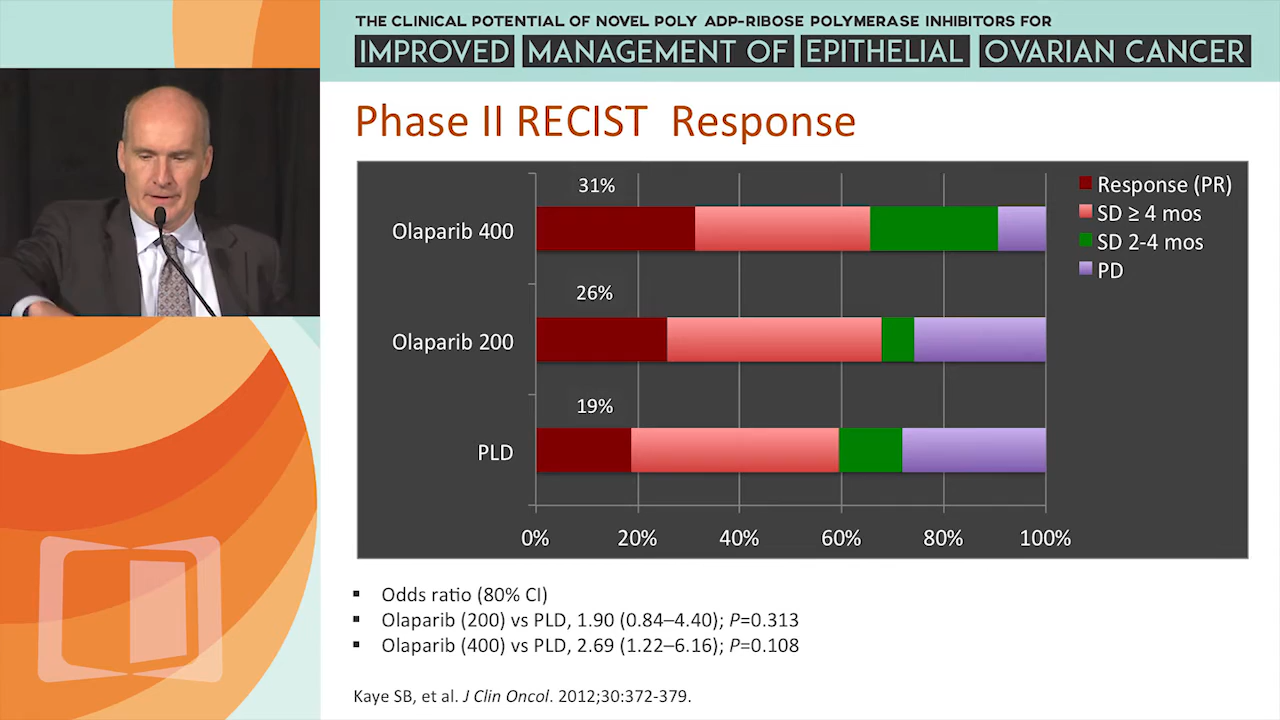 THE CLINICAL POTENTIAL OF NOVEL POLY ADP-RIBOSE POLYMERASE INHIBITORS FOR
IMPROVED MANAGEMENT OF EPITHELIAL OVARIAN CANCER
Phase II RECIST Response
31%
Olaparib 400
26%
Olaparib 200
19%
PLD
0% 20% 40% 60% 80% 100%
Response (PR)
SD ≥ 4 mos
SD 2-4 mos
PD
▪ Odds ratio (80% CI)
▪ Olaparib (200) vs PLD, 1.90 (0.84–4.40); P=0.313
▪ Olaparib (400) vs PLD, 2.69 (1.22–6.16); P=0.108
Kaye SB, et al. J Clin Oncol. 2012;30:372-379.